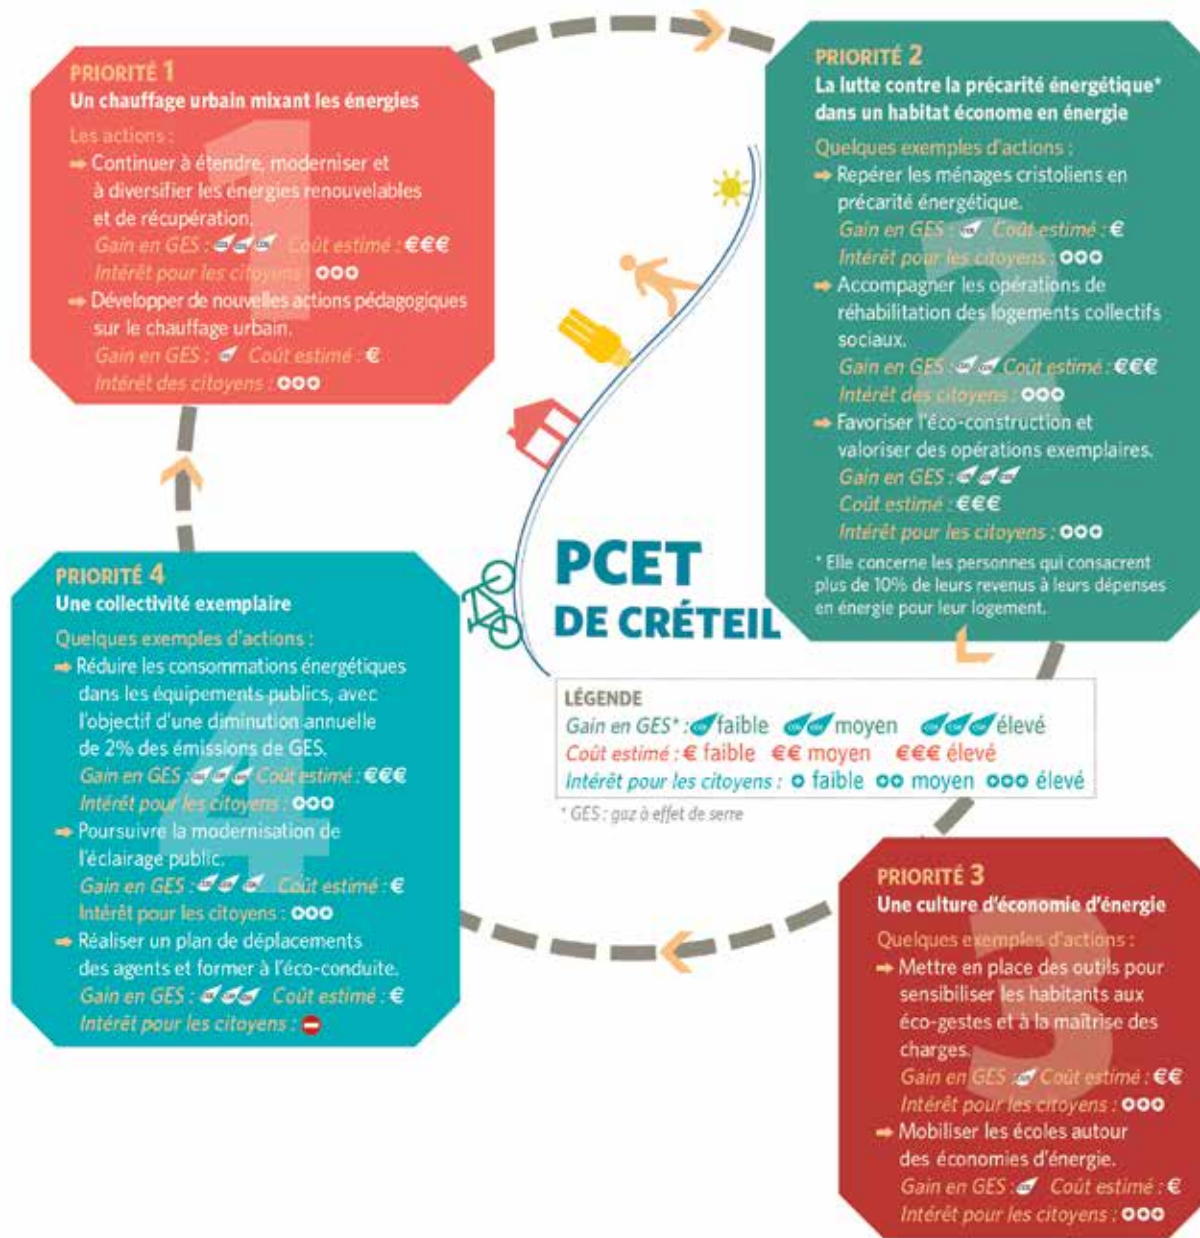 PRIORITÉ 1
Un chauffage urbain mixant les énergies
Les actions :
Continuer à étendre, moderniser et
à diversifier les énergies renouvelables
et de récupération.
Gain en GES : Coût estimé : €€€
Intérêt pour les citoyens :
Développer de nouvelles actions pédagogiques
sur le chauffage urbain.
Gain en GES : Coût estimé : €
Intérêt des citoyens :
1
PRIORITÉ 2
La lutte contre la précarité énergétique*
dans un habitat économe en énergie
Quelques exemples d'actions :
Repérer les ménages cristoliens en
précarité énergétique.
Gain en GES : Coût estimé : €
Intérêt pour les citoyens :
Accompagner les opérations de
réhabilitation des logements collectifs
sociaux.
Gain en GES : Coût estimé : €€€
Intérêt des citoyens :
Favoriser l'éco-construction et
valoriser des opérations exemplaires.
Gain en GES :
Coût estimé : €€€
Intérêt pour les citoyens :
* Elle concerne les personnes qui consacrent
plus de 10% de leurs revenus à leurs dépenses
en énergie pour leur logement.
2
PCET
DE CRÉTEIL
LÉGENDE
Gain en GES* : faible moyen élevé
Coût estimé : € faible €€ moyen €€€ élevé
Intérêt pour les citoyens : faible moyen élevé
* GES : gaz à effet de serre
PRIORITÉ 3
Une culture d'économie d'énergie
Quelques exemples d'actions :
Mettre en place des outils pour
sensibiliser les habitants aux
éco-gestes et à la maîtrise des
charges.
Gain en GES : Coût estimé : €€
Intérêt pour les citoyens :
Mobiliser les écoles autour
des économies d'énergie.
Gain en GES : Coût estimé : €
Intérêt pour les citoyens :
3
PRIORITÉ 4
Une collectivité exemplaire
Quelques exemples d'actions :
Réduire les consommations énergétiques
dans les équipements publics, avec
l'objectif d'une diminution annuelle
de 2% des émissions de GES.
Gain en GES : Coût estimé : €€€
Intérêt pour les citoyens :
Poursuivre la modernisation de
l'éclairage public.
Gain en GES : Coût estimé : €
Intérêt pour les citoyens :
Réaliser un plan de déplacements
des agents et former à l'éco-conduite.
Gain en GES : Coût estimé : €
Intérêt pour les citoyens :
4